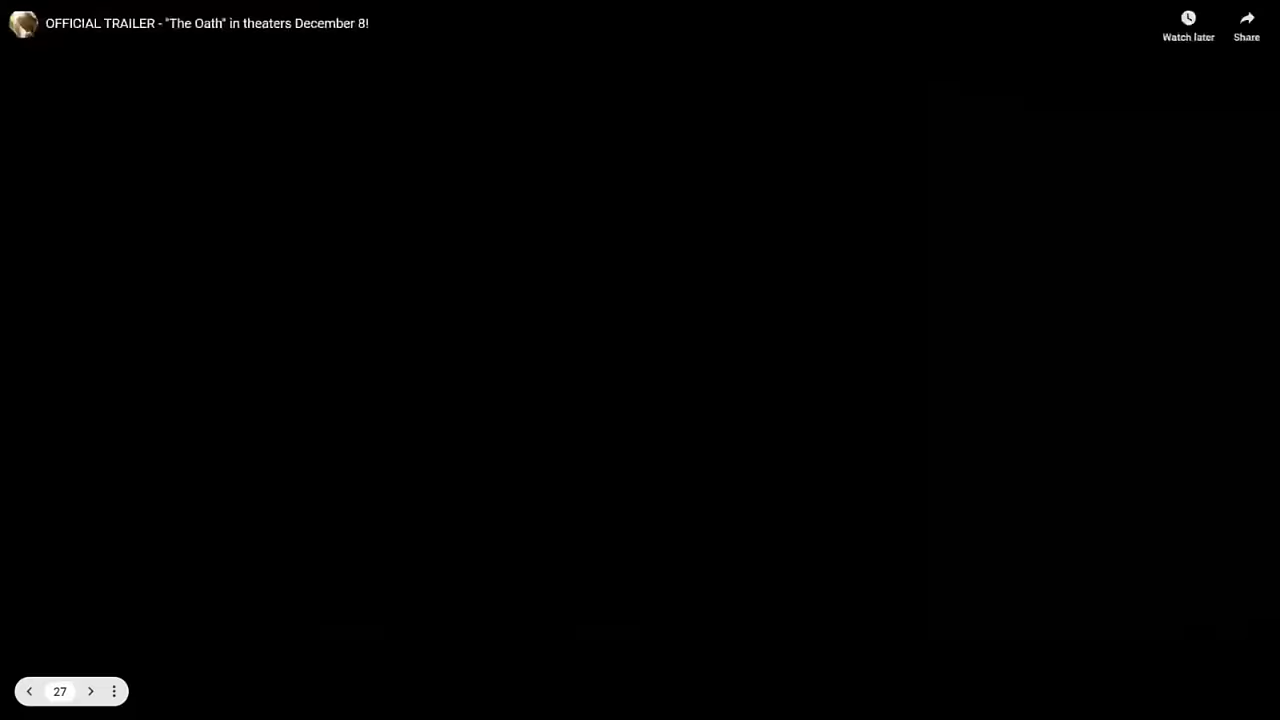 OFFICIAL TRAILER - "The Oath" in theaters December 8!
Watch later
Share
27